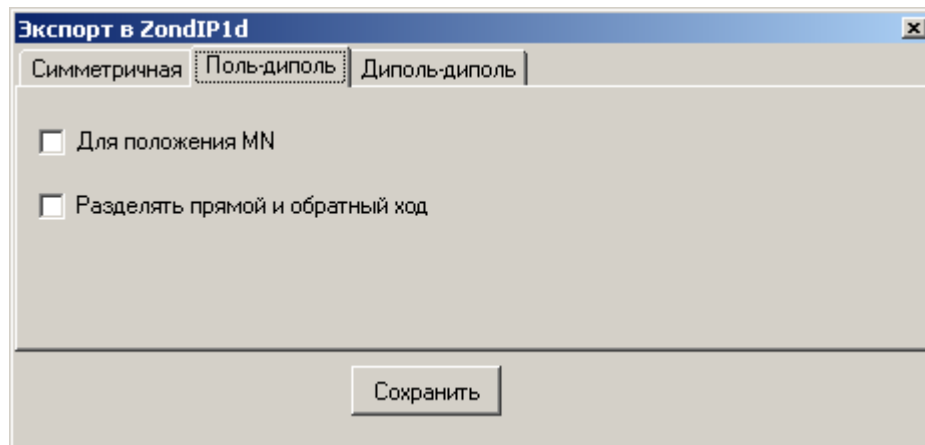 Экспорт в ZondIP1d
Симметричная Поль-диполь Диполь-диполь
Для положения MN
Разделять прямой и обратный ход
Сохранить